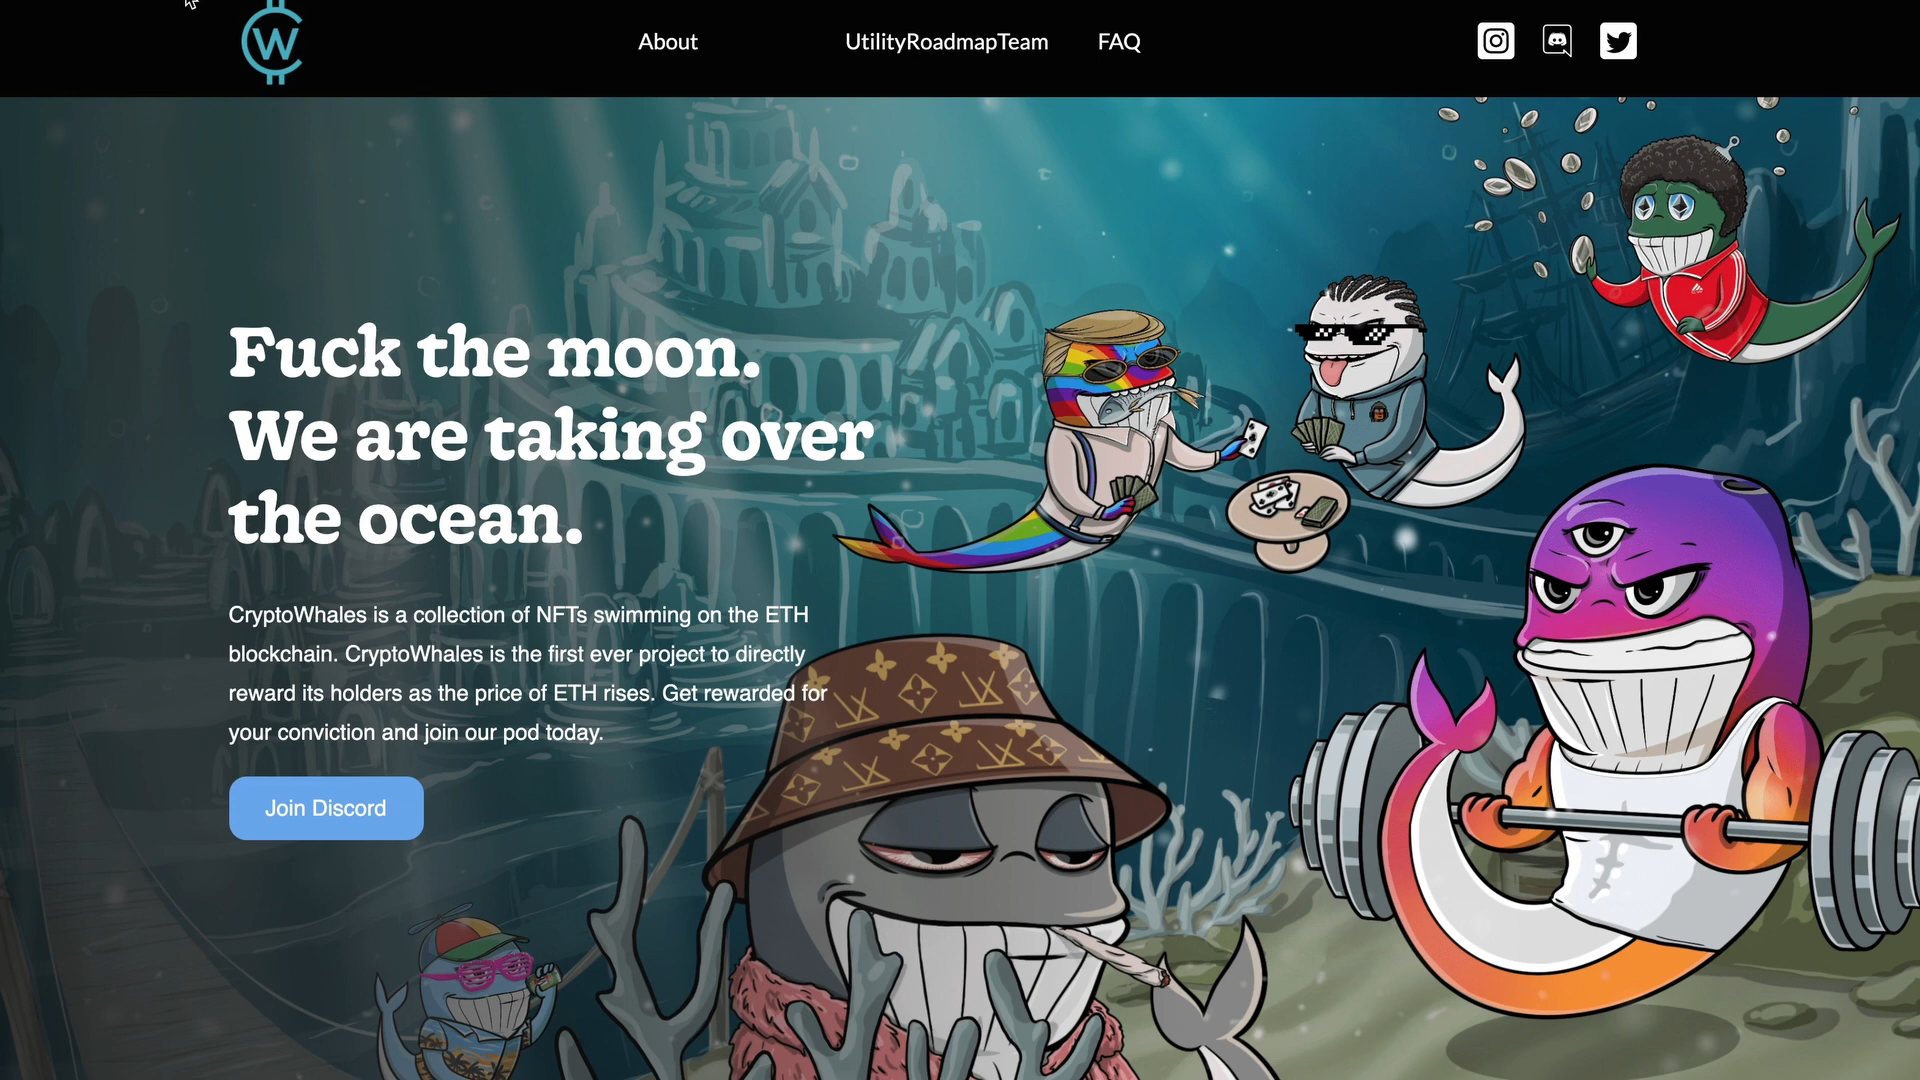 CW
About
UtilityRoadmapTeam
FAQ
Fuck the moon.
We are taking over
the ocean.
CryptoWhales is a collection of NFTs swimming on the ETH
blockchain. CryptoWhales is the first ever project to directly
reward its holders as the price of ETH rises. Get rewarded for
your conviction and join our pod today.
Join Discord